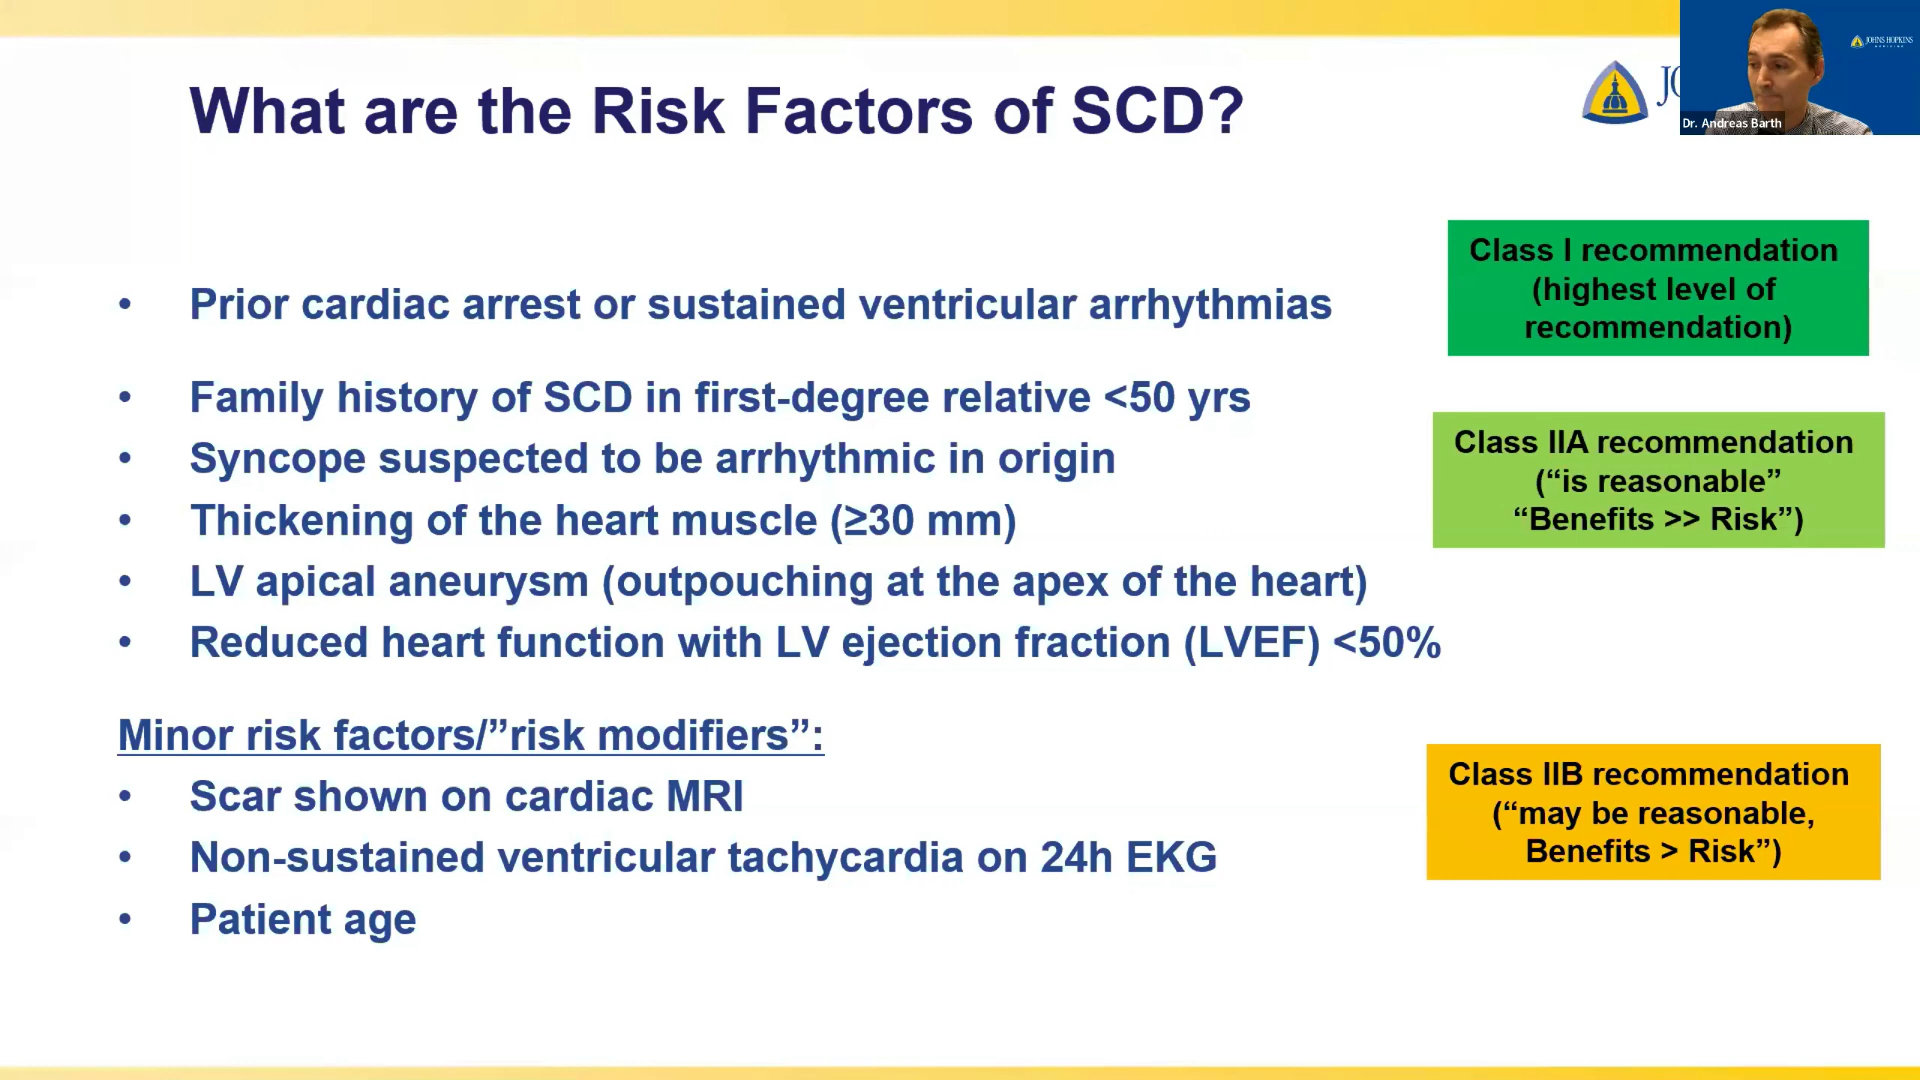 What are the Risk Factors of SCD?
JO
JOHNS HOPKINS
MEDICINE
Dr. Andreas Barth
• Prior cardiac arrest or sustained ventricular arrhythmias
Class I recommendation
(highest level of
recommendation)
• Family history of SCD in first-degree relative <50 yrs
• Syncope suspected to be arrhythmic in origin
• Thickening of the heart muscle (≥30 mm)
• LV apical aneurysm (outpouching at the apex of the heart)
• Reduced heart function with LV ejection fraction (LVEF) <50%
Class IIA recommendation
(“is reasonable”
“Benefits >> Risk”)
Minor risk factors/”risk modifiers”:
• Scar shown on cardiac MRI
• Non-sustained ventricular tachycardia on 24h EKG
• Patient age
Class IIB recommendation
(“may be reasonable,
Benefits > Risk”)